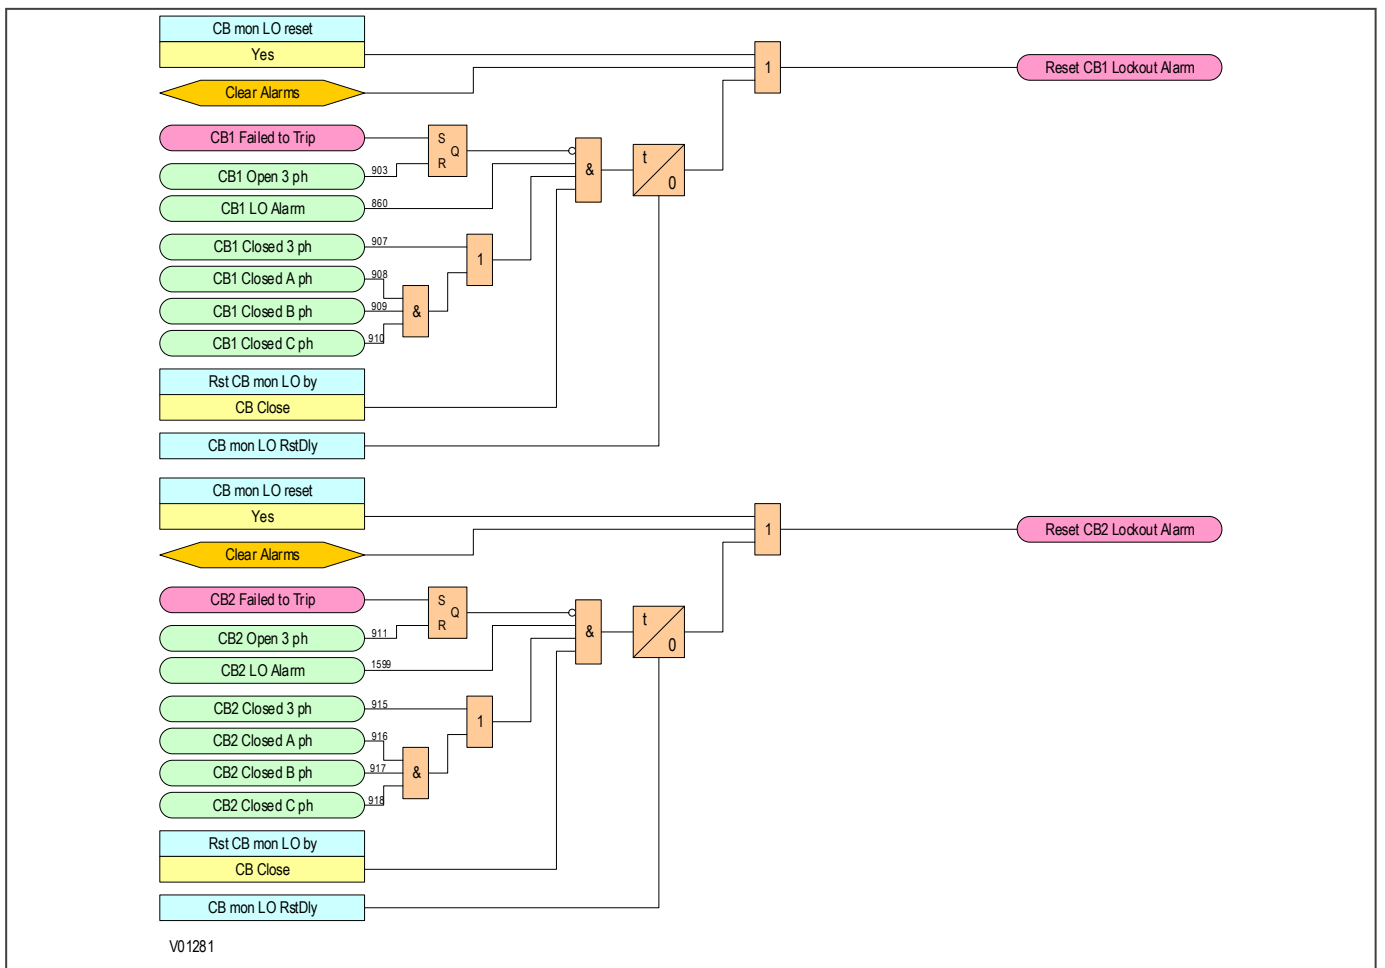 CB mon LO reset
Yes
1
Reset CB1 Lockout Alarm
Clear Alarms
CB1 Failed to Trip
S
Q
R
CB1 Open 3 ph
903
&
t
0
CB1 LO Alarm
860
CB1 Closed 3 ph
907
1
CB1 Closed A ph
908
CB1 Closed B ph
909
&
CB1 Closed C ph
910
Rst CB mon LO by
CB Close
CB mon LO RstDly
CB mon LO reset
Yes
1
Reset CB2 Lockout Alarm
Clear Alarms
CB2 Failed to Trip
S
Q
R
CB2 Open 3 ph
911
&
t
0
CB2 LO Alarm
1599
CB2 Closed 3 ph
915
1
CB2 Closed A ph
916
CB2 Closed B ph
917
&
CB2 Closed C ph
918
Rst CB mon LO by
CB Close
CB mon LO RstDly
V01281